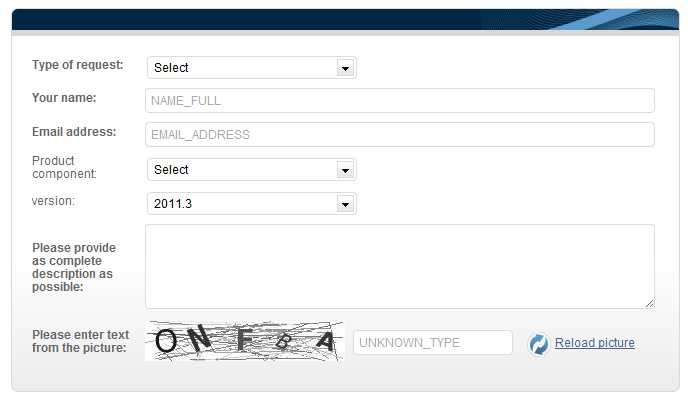 Type of request: Select
Your name: NAME_FULL
Email address: EMAIL_ADDRESS
Product
component: Select
version: 2011.3
Please provide
as complete
description as
possible:
Please enter text
from the picture: ONFBA UNKNOWN_TYPE Reload picture